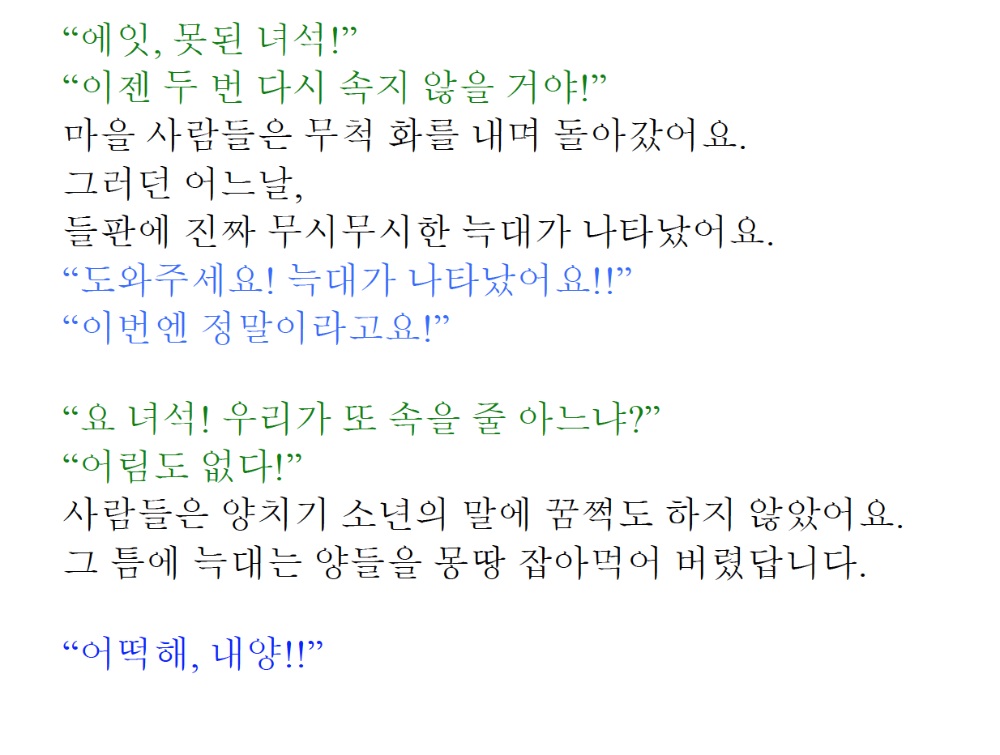 “에잇, 못된 녀석!”
“이젠 두 번 다시 속지 않을 거야!”
마을 사람들은 무척 화를 내며 돌아갔어요.
그러던 어느날,
들판에 진짜 무시무시한 늑대가 나타났어요.
“도와주세요! 늑대가 나타났어요!!”
“이번엔 정말이라고요!”
“요 녀석! 우리가 또 속을 줄 아느냐?”
“어림도 없다!”
사람들은 양치기 소년의 말에 꿈쩍도 하지 않았어요.
그 틈에 늑대는 양들을 몽땅 잡아먹어 버렸답니다.
“어떡해, 내양!!”